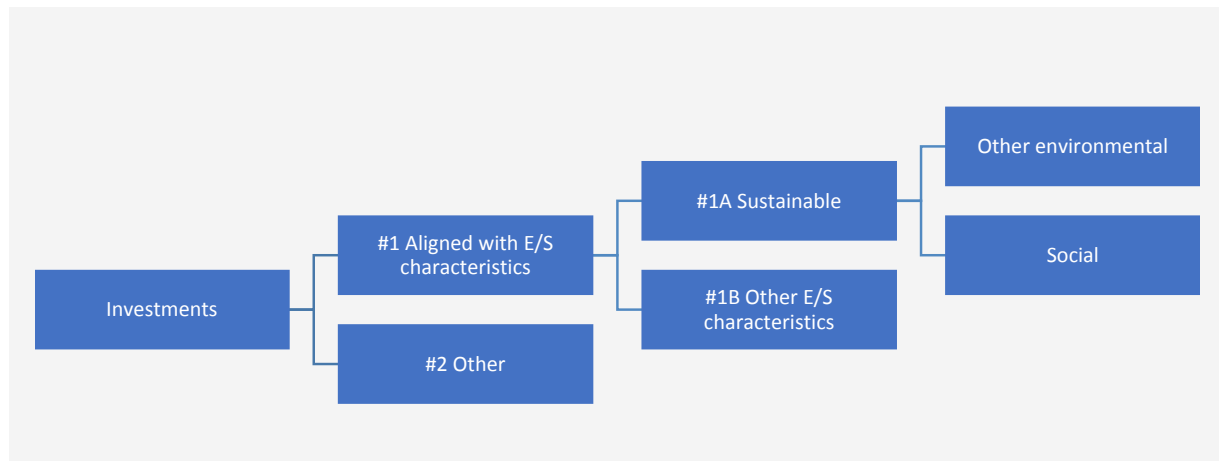 Other environmental
#1A Sustainable
#1 Aligned with E/S
characteristics
Social
Investments
#1B Other E/S
characteristics
#2 Other